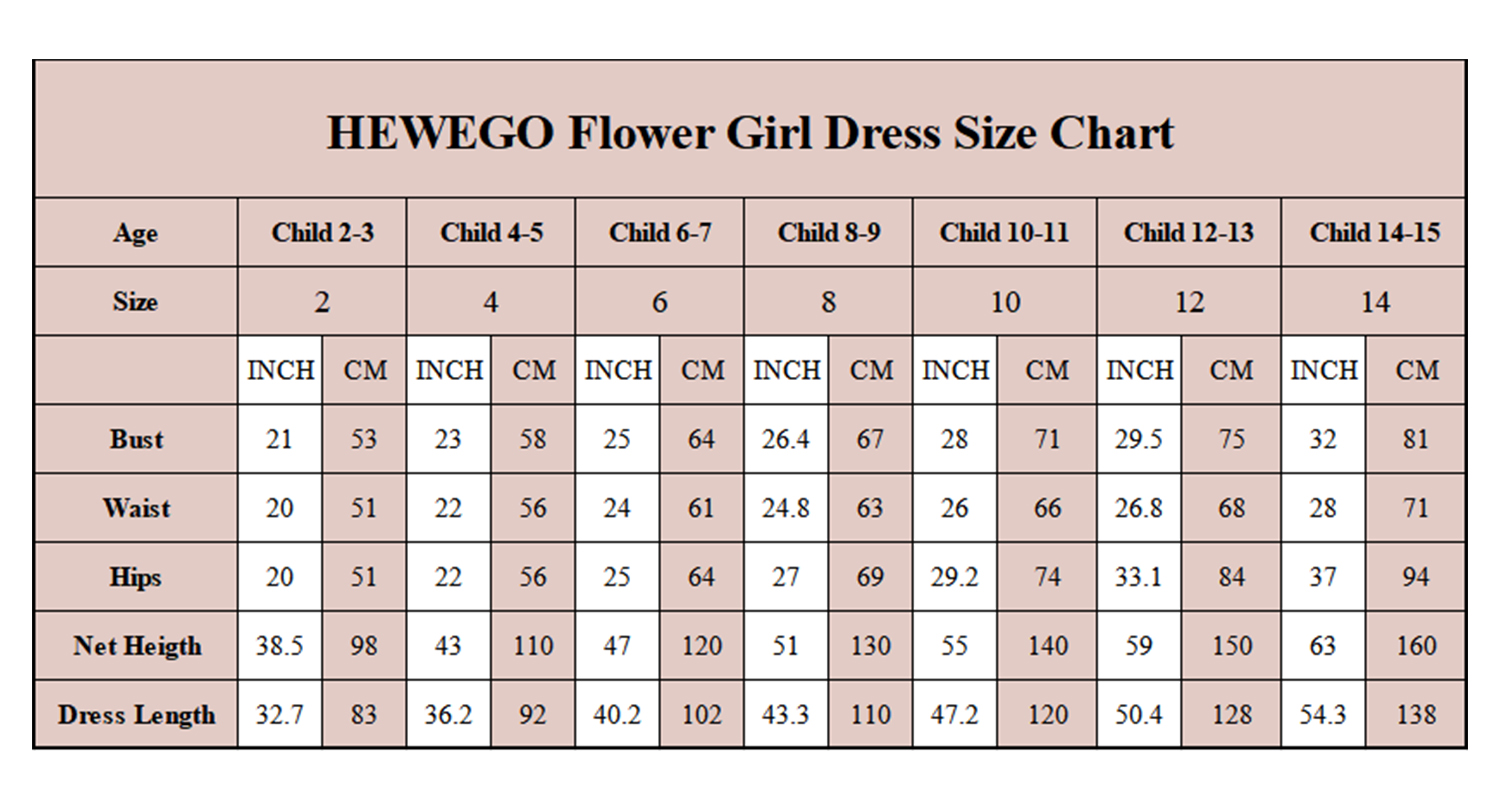 HEWEGO Flower Girl Dress Size Chart
Age Child 2-3 Child 4-5 Child 6-7 Child 8-9 Child 10-11 Child 12-13 Child 14-15
Size 2 4 6 8 10 12 14
INCH CM INCH CM INCH CM INCH CM INCH CM INCH CM INCH CM
Bust 21 53 23 58 25 64 26.4 67 28 71 29.5 75 32 81
Waist 20 51 22 56 24 61 24.8 63 26 66 26.8 68 28 71
Hips 20 51 22 56 25 64 27 69 29.2 74 33.1 84 37 94
Net Heigth 38.5 98 43 110 47 120 51 130 55 140 59 150 63 160
Dress Length 32.7 83 36.2 92 40.2 102 43.3 110 47.2 120 50.4 128 54.3 138